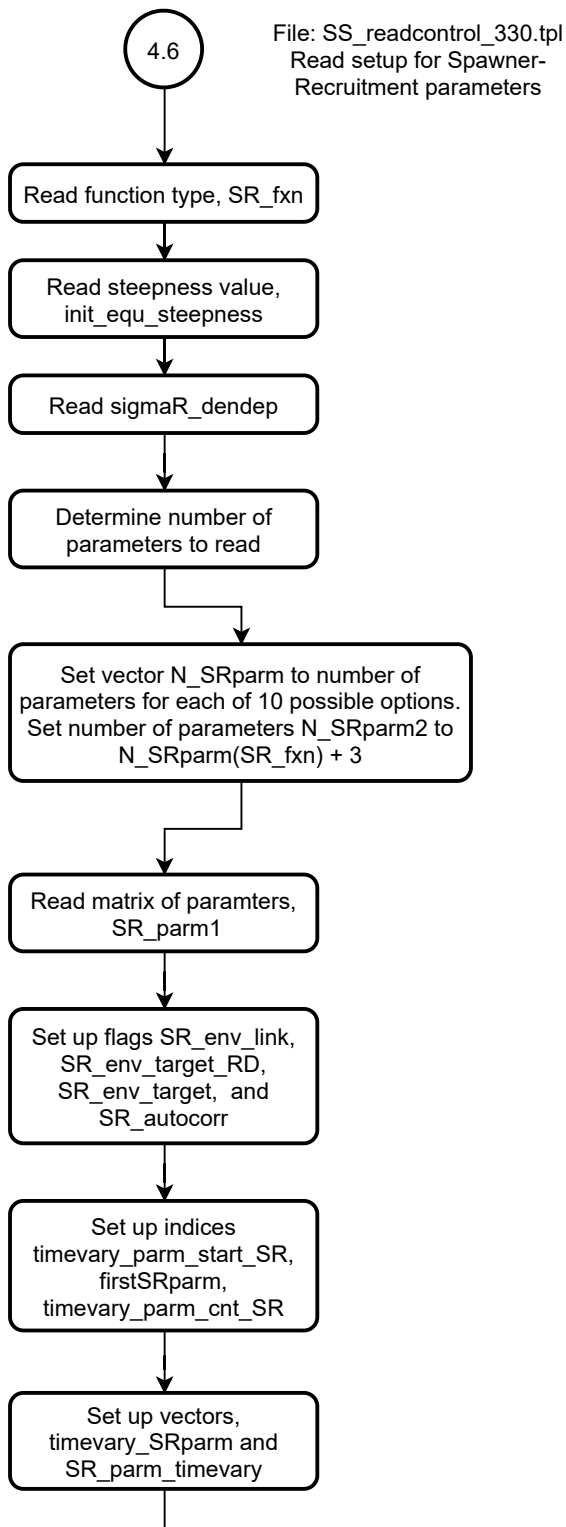 4.6
File: SS_readcontrol_330.tpl
Read setup for Spawner-
Recruitment parameters
Read function type, SR_fxn
Read steepness value,
init_equ_steepness
Read sigmaR_dendep
Determine number of
parameters to read
Set vector N_SRparm to number of
parameters for each of 10 possible options.
Set number of parameters N_SRparm2 to
N_SRparm(SR_fxn) + 3
Read matrix of paramters,
SR_parm1
Set up flags SR_env_link,
SR_env_target_RD,
SR_env_target,  and
SR_autocorr
Set up indices
timevary_parm_start_SR,
firstSRparm,
timevary_parm_cnt_SR
Set up vectors,
timevary_SRparm and
SR_parm_timevary